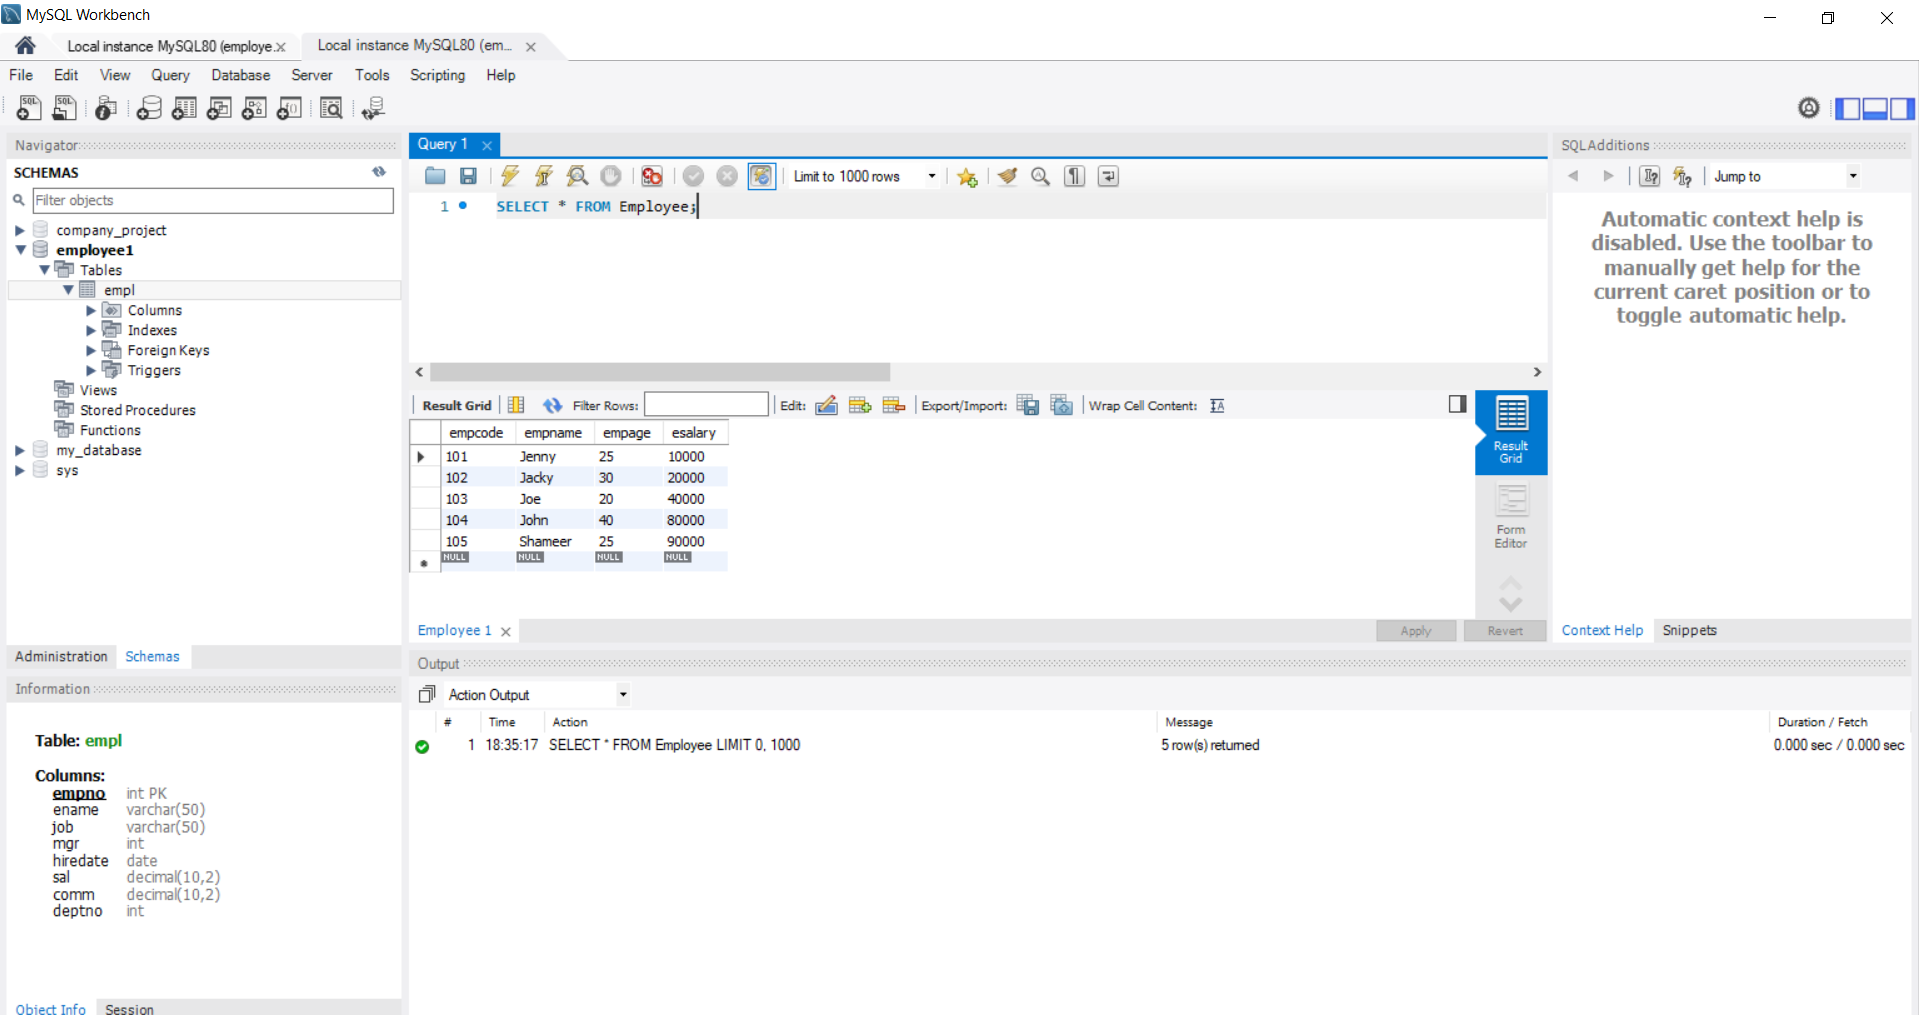 MySQL Workbench
Local instance MySQL80 (employe.x
Local instance MySQL80 (em... ×
File Edit View Query Database Server Tools Scripting Help
Navigator
SCHEMAS
Filter objects
company_project
employee1
Tables
empl
Columns
Indexes
Foreign Keys
Triggers
Views
Stored Procedures
Functions
my_database
sys
Administration Schemas
Information
Table: empl
Columns:
empno int PK
ename varchar(50)
job varchar(50)
mgr int
hiredate date
sal decimal(10,2)
comm decimal(10,2)
deptno int
Object Info Session
Query 1
Limit to 1000 rows
1 SELECT * FROM Employee;
Result Grid Filter Rows: Edit: Export/Import: Wrap Cell Content:
empcode empname empage esalary
101 Jenny 25 10000
102 Jacky 30 20000
103 Joe 20 40000
104 John 40 80000
105 Shameer 25 90000
NULL NULL NULL NULL
Result
Grid
Form
Editor
Employee 1
Apply Revert
Output
Action Output
# Time Action Message Duration / Fetch
1 18:35:17 SELECT * FROM Employee LIMIT 0, 1000 5 row(s) returned 0.000 sec / 0.000 sec
SQLAdditions
Jump to
Automatic context help is
disabled. Use the toolbar to
manually get help for the
current caret position or to
toggle automatic help.
Context Help Snippets